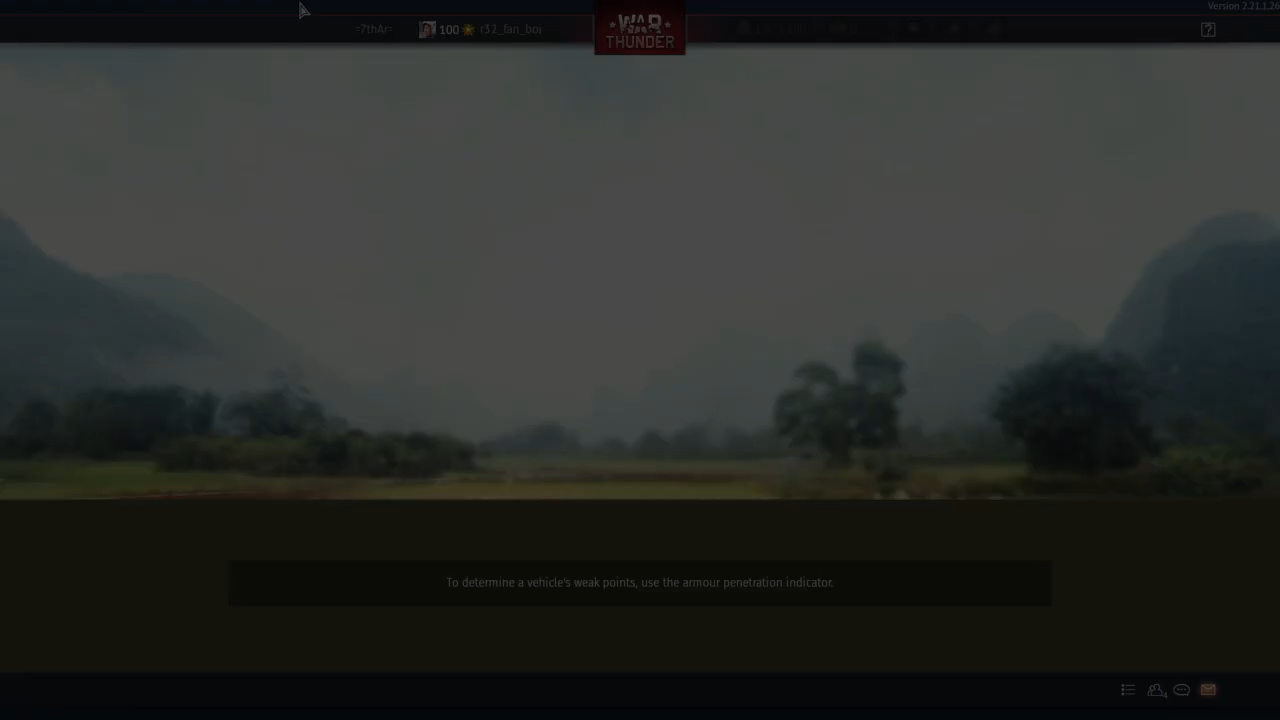 Version 2.21.1.26
=7thAr= 100 r32_fan_boi
WAR
THUNDER
?
To determine a vehicle's weak points, use the armour penetration indicator.
4